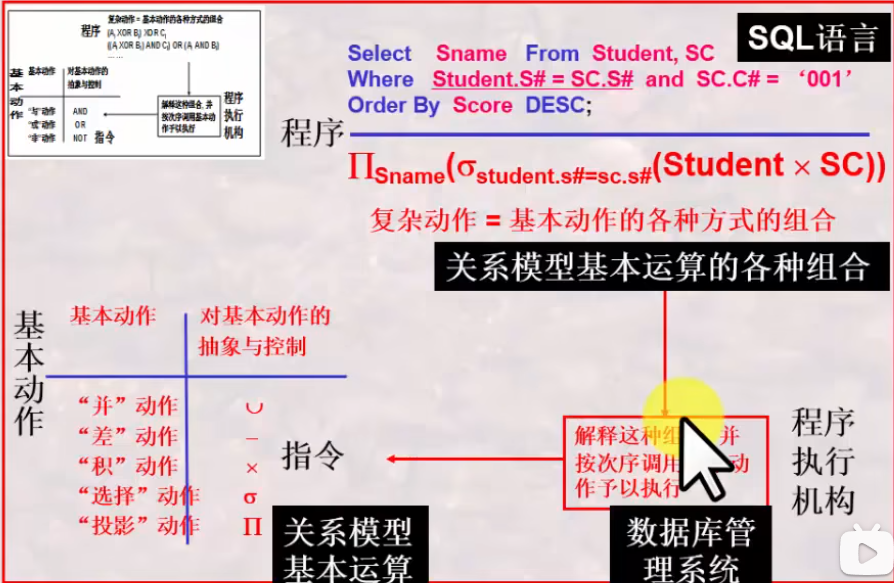 复杂动作 = 基本动作的各种方式的组合
程序
(Aᵢ XOR Bᵢ) XOR Cᵢ
((Aᵢ XOR Bᵢ) AND Cᵢ) OR (Aᵢ AND Bᵢ)
基本动作
基本动作 对基本动作的
抽象与控制
“与”动作 AND
“或”动作 OR
“非”动作 NOT
指令
解释这种组合, 并
按次序调用基本动
作予以执行
程序
执行
机构
SQL语言
Select Sname From Student, SC
Where Student.S# = SC.S# and SC.C# = ‘001’
Order By Score DESC;
程序
∏Sname(σstudent.s#=sc.s#(Student × SC))
复杂动作 = 基本动作的各种方式的组合
关系模型基本运算的各种组合
基本动作
基本动作 对基本动作的
抽象与控制
“并”动作 ∪
“差”动作 −
“积”动作 ×
“选择”动作 σ
“投影”动作 ∏
指令
关系模型
基本运算
解释这种组 并
按次序调用 动
作予以执行
程序
执行
机构
数据库管
理系统